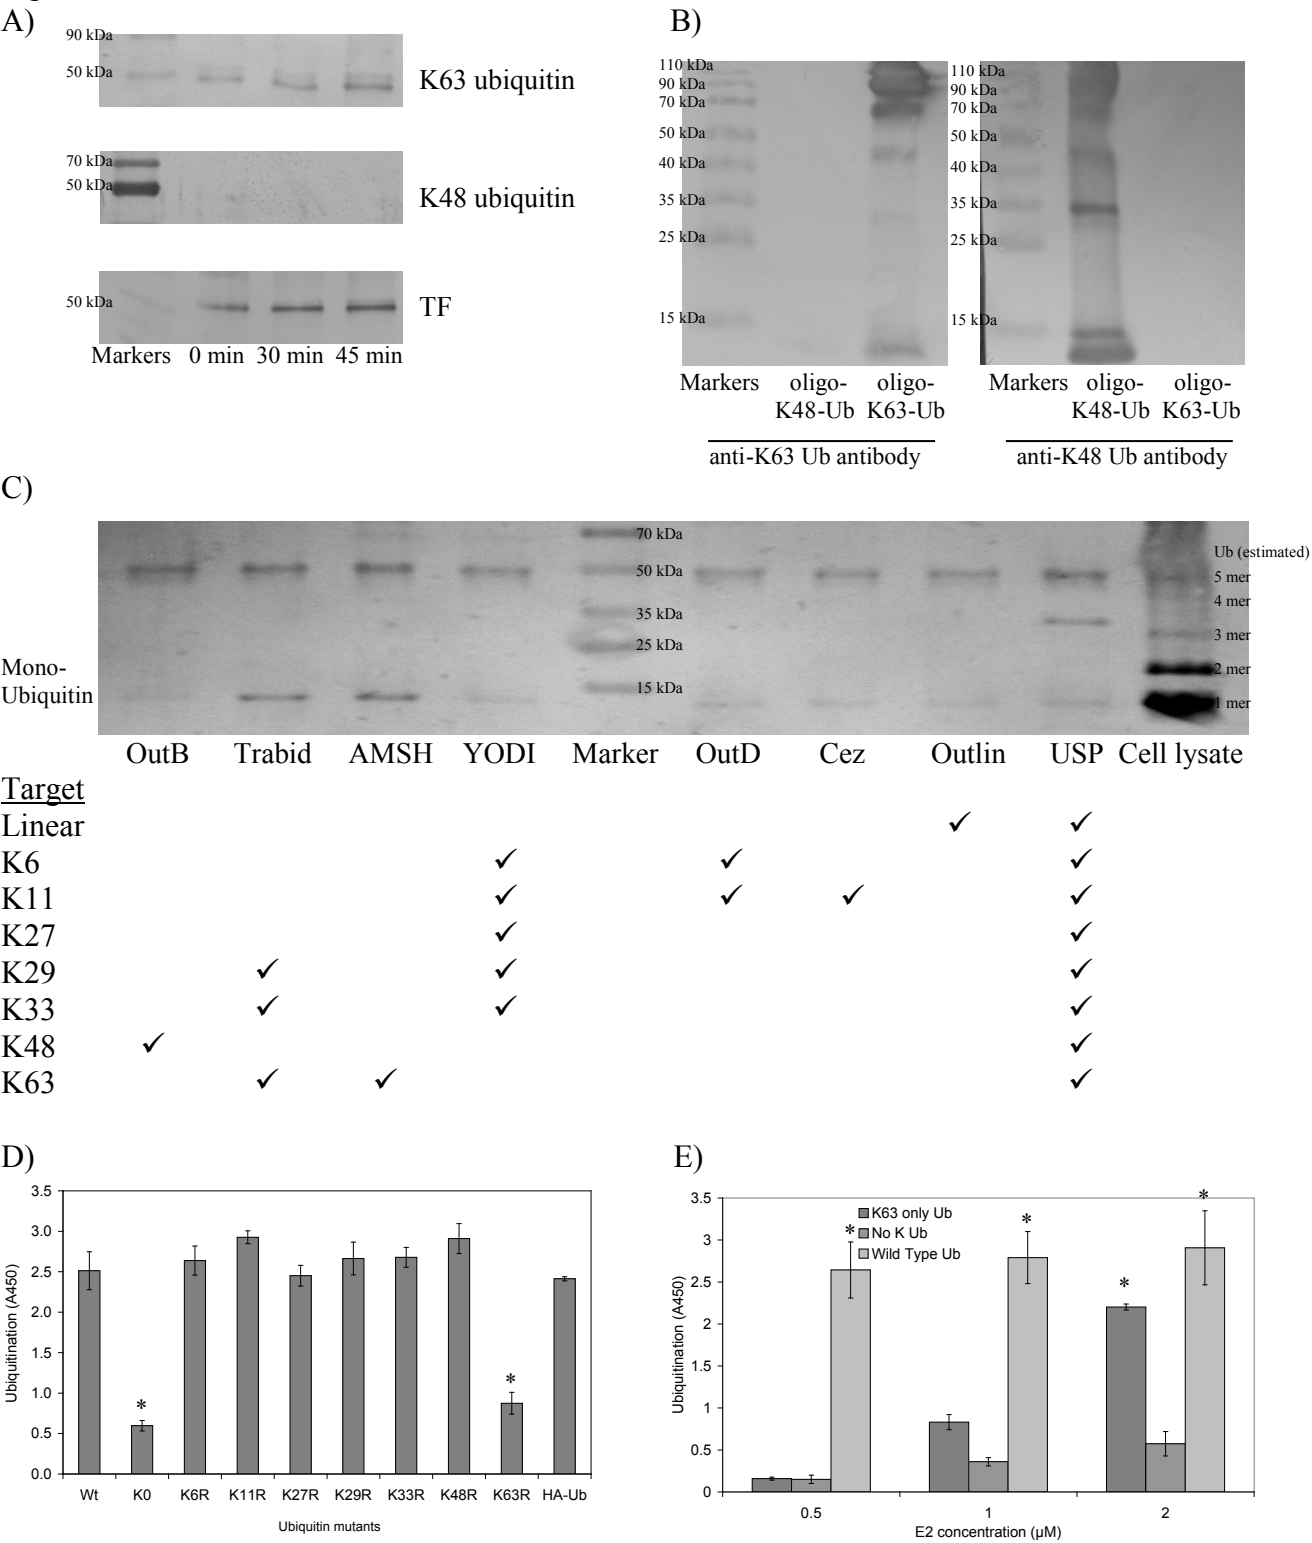 A)
90 kDa
50 kDa
K63 ubiquitin
70 kDa
50 kDa
K48 ubiquitin
50 kDa
TF
Markers 0 min 30 min 45 min
B)
110 kDa
90 kDa
70 kDa
50 kDa
40 kDa
35 kDa
25 kDa
15 kDa
Markers oligo- oligo-
K48-Ub K63-Ub
anti-K63 Ub antibody
110 kDa
90 kDa
70 kDa
50 kDa
40 kDa
35 kDa
25 kDa
15 kDa
Markers oligo- oligo-
K48-Ub K63-Ub
anti-K48 Ub antibody
C)
70 kDa
50 kDa
35 kDa
25 kDa
15 kDa
Ub (estimated)
5 mer
4 mer
3 mer
2 mer
1 mer
Mono-
Ubiquitin
OutB Trabid AMSH YODI Marker OutD Cez Outlin USP Cell lysate
Target
Linear ✓ ✓
K6 ✓ ✓ ✓
K11 ✓ ✓ ✓ ✓
K27 ✓ ✓
K29 ✓ ✓ ✓
K33 ✓ ✓ ✓
K48 ✓ ✓
K63 ✓ ✓ ✓
D)
Ubiquitination (A450)
3.5
3.0
2.5
2.0
1.5
1.0
0.5
0.0
* *
Wt K0 K6R K11R K27R K29R K33R K48R K63R HA-Ub
Ubiquitin mutants
E)
Ubiquitination (A450)
3.5
3
2.5
2
1.5
1
0.5
0
K63 only Ub
No K Ub
Wild Type Ub
* * * *
0.5 1 2
E2 concentration (µM)